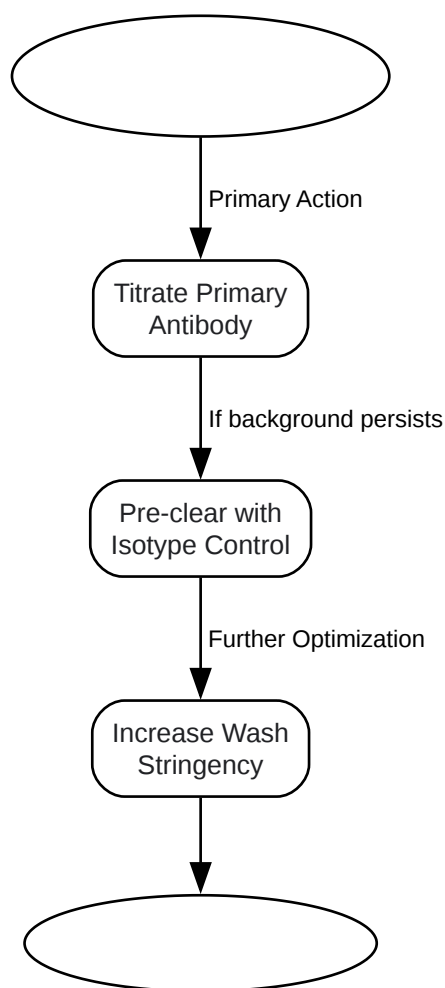 Primary Action
Titrate Primary
Antibody
If background persists
Pre-clear with
Isotype Control
Further Optimization
Increase Wash
Stringency